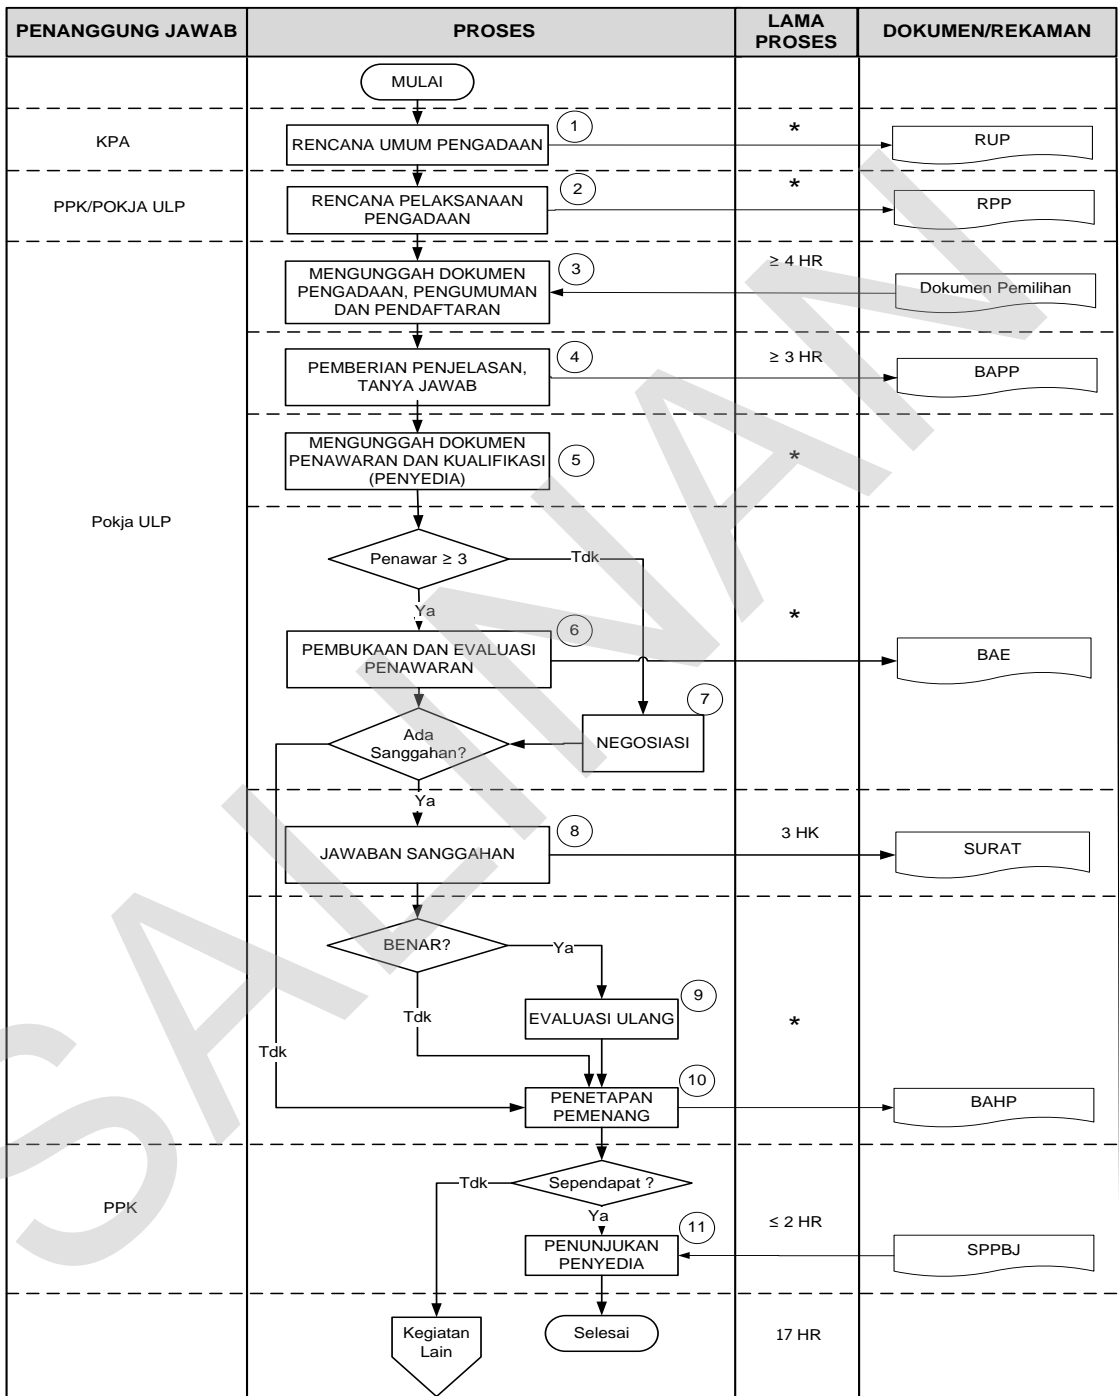 PENANGGUNG JAWAB
PROSES
LAMA
PROSES
DOKUMEN/REKAMAN
MULAI
KPA
RENCANA UMUM PENGADAAN
1
*
RUP
PPK/POKJA ULP
RENCANA PELAKSANAAN
PENGADAAN
2
*
RPP
MENGUNGGAH DOKUMEN
PENGADAAN, PENGUMUMAN
DAN PENDAFTARAN
3
≥ 4 HR
Dokumen Pemilihan
PEMBERIAN PENJELASAN,
TANYA JAWAB
4
≥ 3 HR
BAPP
MENGUNGGAH DOKUMEN
PENAWARAN DAN KUALIFIKASI
(PENYEDIA)
5
*
Pokja ULP
Penawar ≥ 3
Tdk
Ya
PEMBUKAAN DAN EVALUASI
PENAWARAN
6
*
BAE
7
NEGOSIASI
Ada
Sanggahan?
Ya
JAWABAN SANGGAHAN
8
3 HK
SURAT
BENAR?
Ya
Tdk
9
EVALUASI ULANG
*
Tdk
PENETAPAN
PEMENANG
10
BAHP
PPK
Sependapat ?
Tdk
Ya
PENUNJUKAN
PENYEDIA
11
≤ 2 HR
SPPBJ
Kegiatan
Lain
Selesai
17 HR
SALINAN